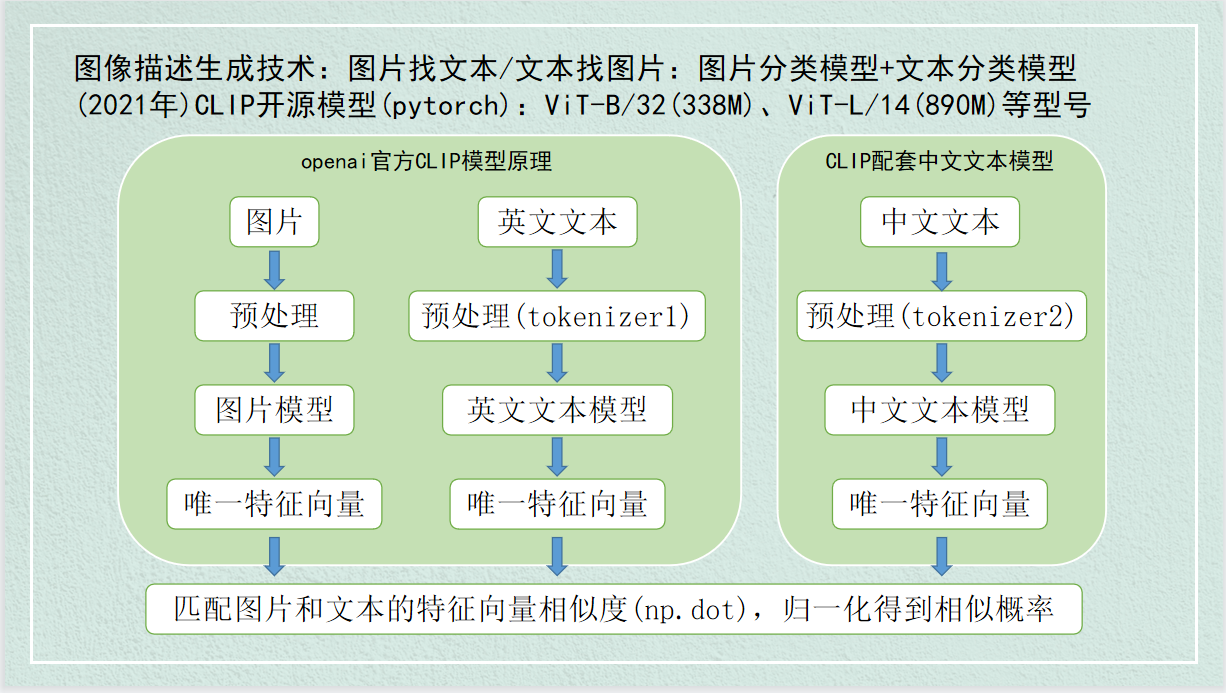 图像描述生成技术：图片找文本/文本找图片：图片分类模型+文本分类模型
(2021年)CLIP开源模型(pytorch)：ViT-B/32(338M)、ViT-L/14(890M)等型号
openai官方CLIP模型原理
图片
预处理
图片模型
唯一特征向量
英文文本
预处理(tokenizer1)
英文文本模型
唯一特征向量
CLIP配套中文文本模型
中文文本
预处理(tokenizer2)
中文文本模型
唯一特征向量
匹配图片和文本的特征向量相似度(np.dot)，归一化得到相似概率